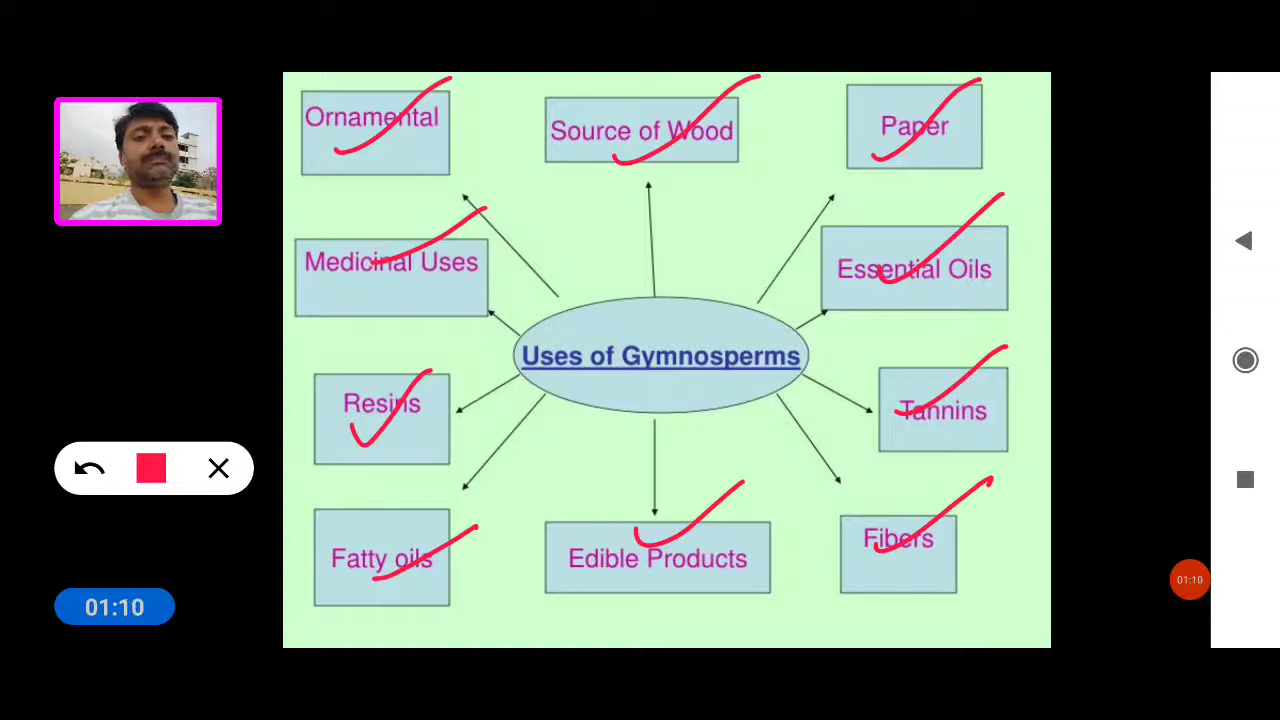 Ornamental
Source of Wood
Paper
Medicinal Uses
Essential Oils
Uses of Gymnosperms
Resins
Tannins
Fatty oils
Edible Products
Fibers
01:10
01:10